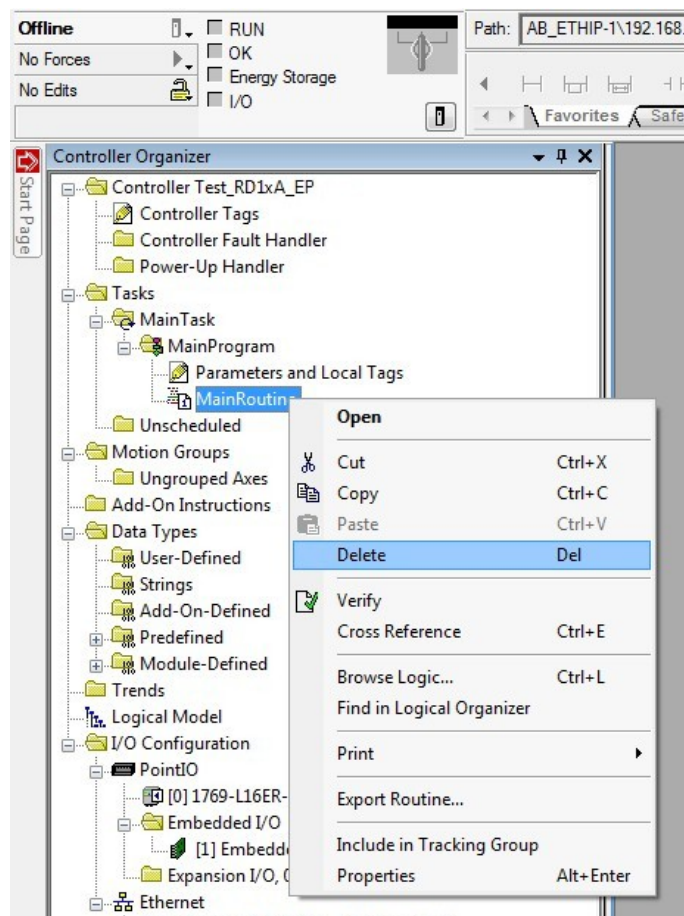 Offline
RUN
Path: AB_ETHIP-1\192.168.
No Forces
OK
No Edits
Energy Storage
I/O
Favorites
Safe
Start Page
Controller Organizer
Controller Test_RD1xA_EP
Controller Tags
Controller Fault Handler
Power-Up Handler
Tasks
MainTask
MainProgram
Parameters and Local Tags
MainRoutine
Unscheduled
Motion Groups
Ungrouped Axes
Add-On Instructions
Data Types
User-Defined
Strings
Add-On-Defined
Predefined
Module-Defined
Trends
Logical Model
I/O Configuration
PointIO
[0] 1769-L16ER-
Embedded I/O
[1] Embedde
Expansion I/O, 0
Ethernet
Open
Cut Ctrl+X
Copy Ctrl+C
Paste Ctrl+V
Delete Del
Verify
Cross Reference Ctrl+E
Browse Logic... Ctrl+L
Find in Logical Organizer
Print
Export Routine...
Include in Tracking Group
Properties Alt+Enter